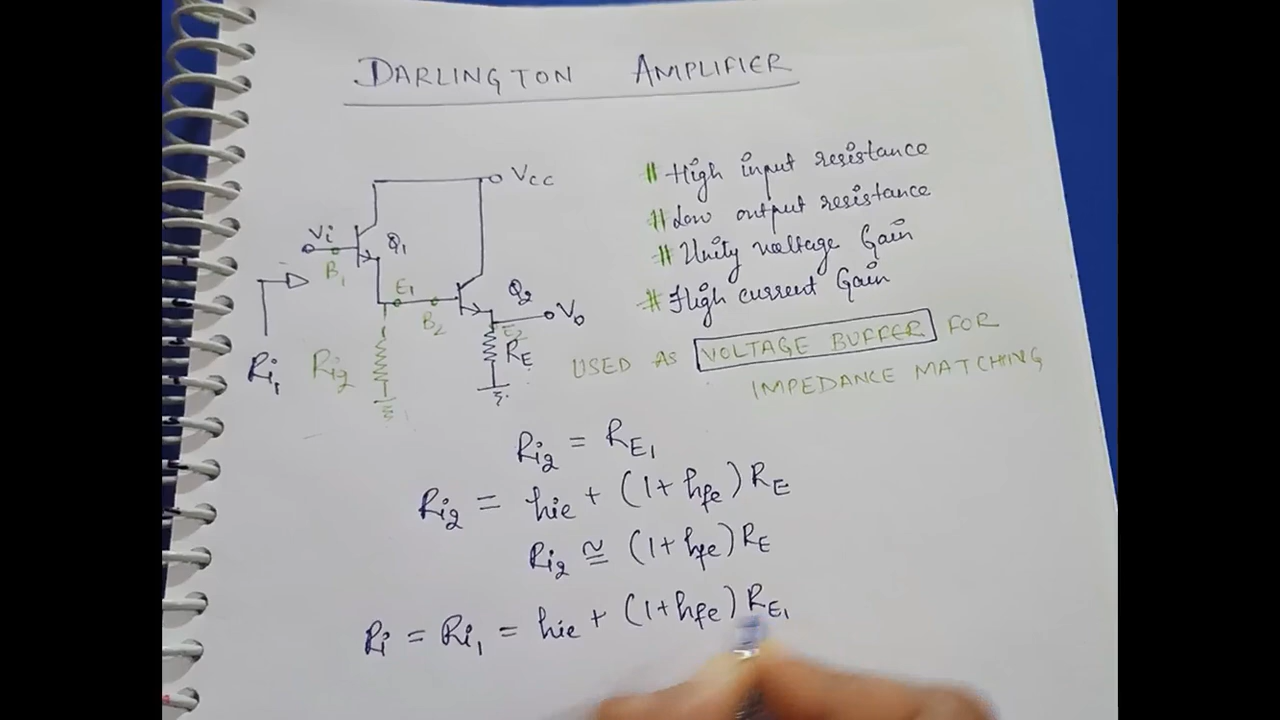 DARLINGTON AMPLIFIER
VCC
Vi
Q1
B1
E1
B2
Q2
Vo
E2
RE
Ri1
Ri2
# High input resistance
# Low output resistance
# Unity voltage Gain
# High current Gain
USED AS VOLTAGE BUFFER FOR
IMPEDANCE MATCHING
Ri2 = RE1
Ri2 = hie + (1+hfe) RE
Ri2 ≅ (1+hfe) RE
Ri = Ri1 = hie + (1+hfe) RE1